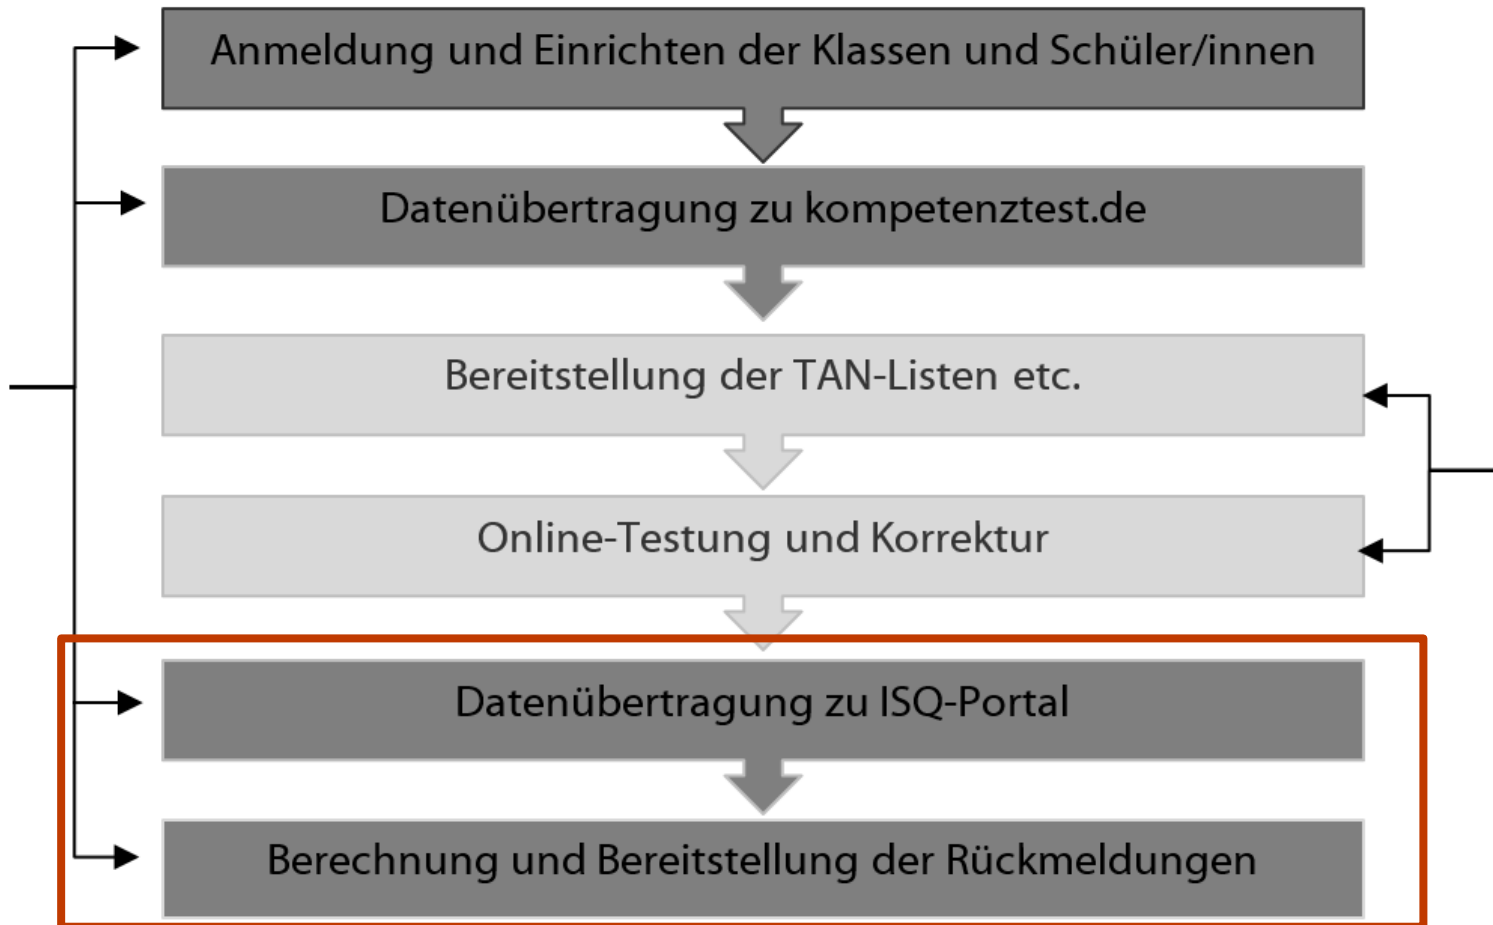 Anmeldung und Einrichten der Klassen und Schüler/innen
Datenübertragung zu kompetenztest.de
Bereitstellung der TAN-Listen etc.
Online-Testung und Korrektur
Datenübertragung zu ISQ-Portal
Berechnung und Bereitstellung der Rückmeldungen